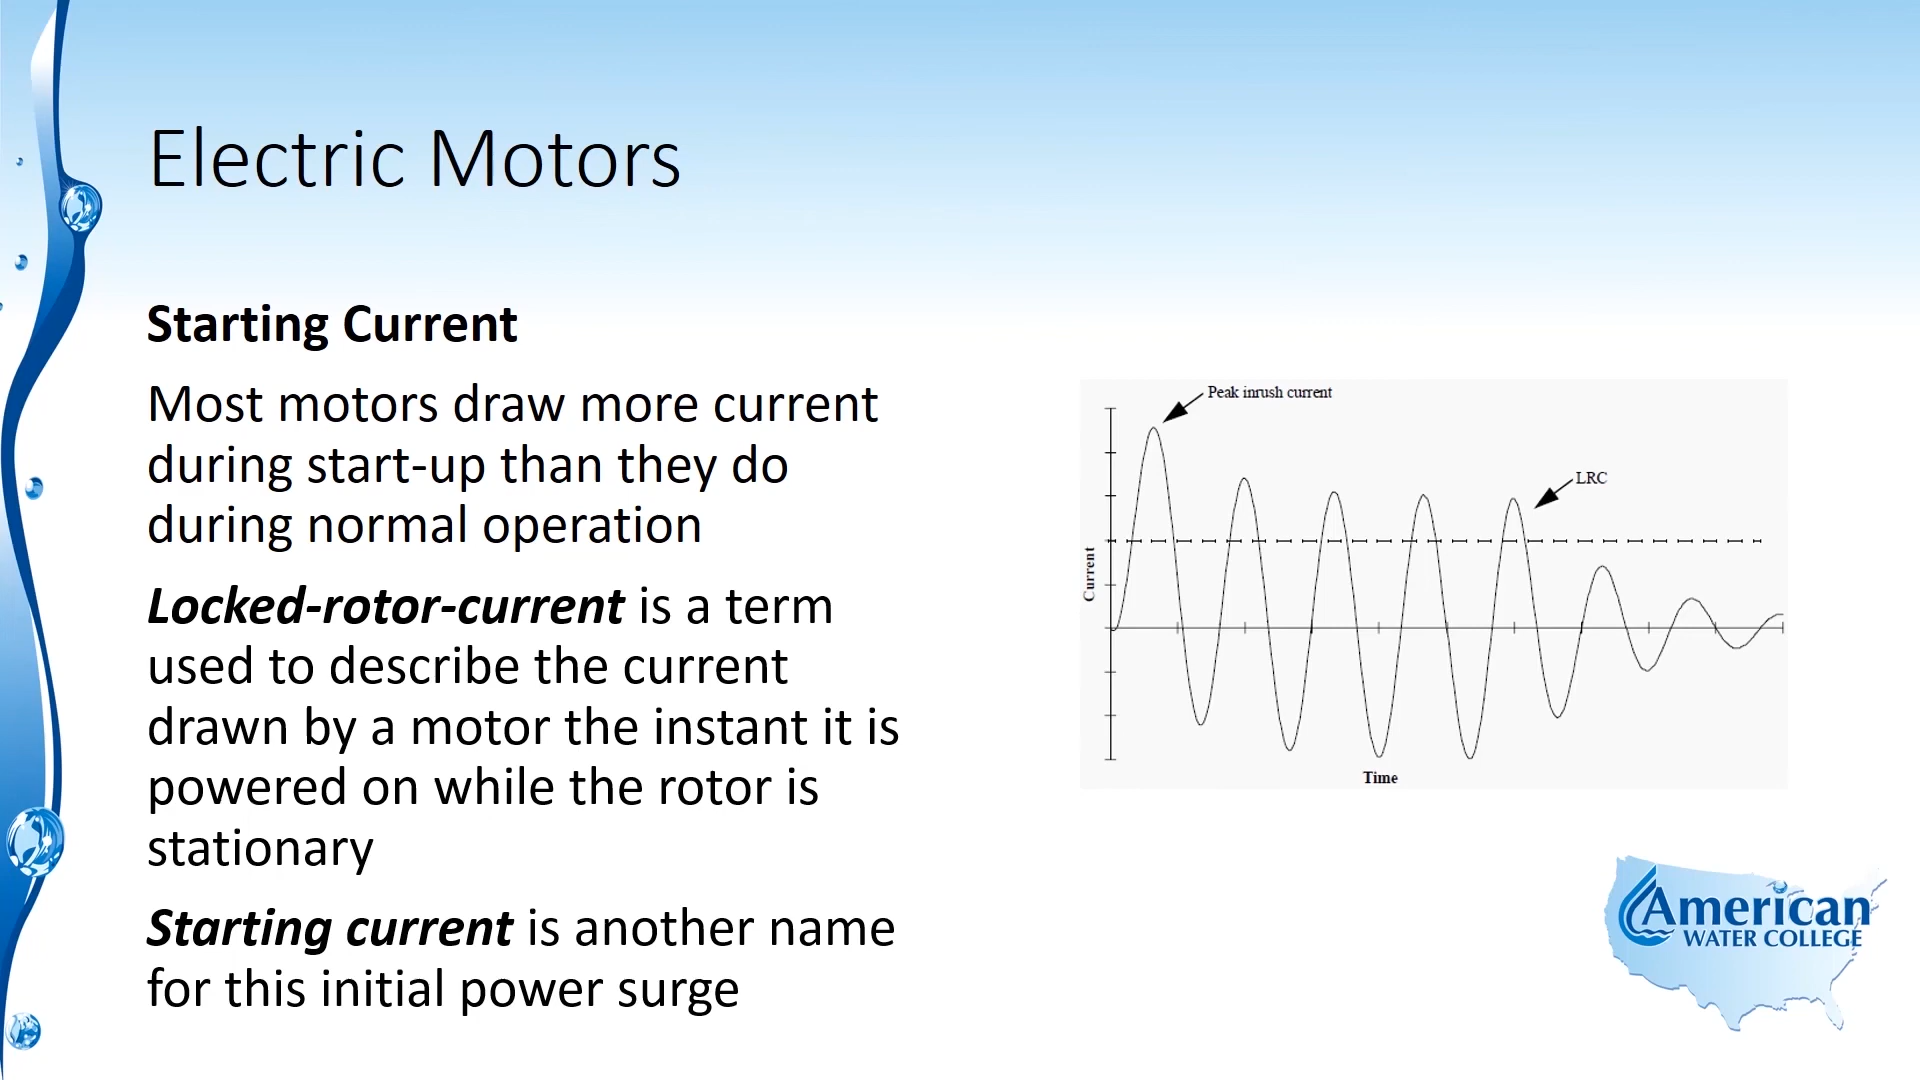 Electric Motors
Starting Current
Most motors draw more current
during start-up than they do
during normal operation
Locked-rotor-current is a term
used to describe the current
drawn by a motor the instant it is
powered on while the rotor is
stationary
Starting current is another name
for this initial power surge
Peak inrush current
LRC
Current
Time
American
WATER COLLEGE